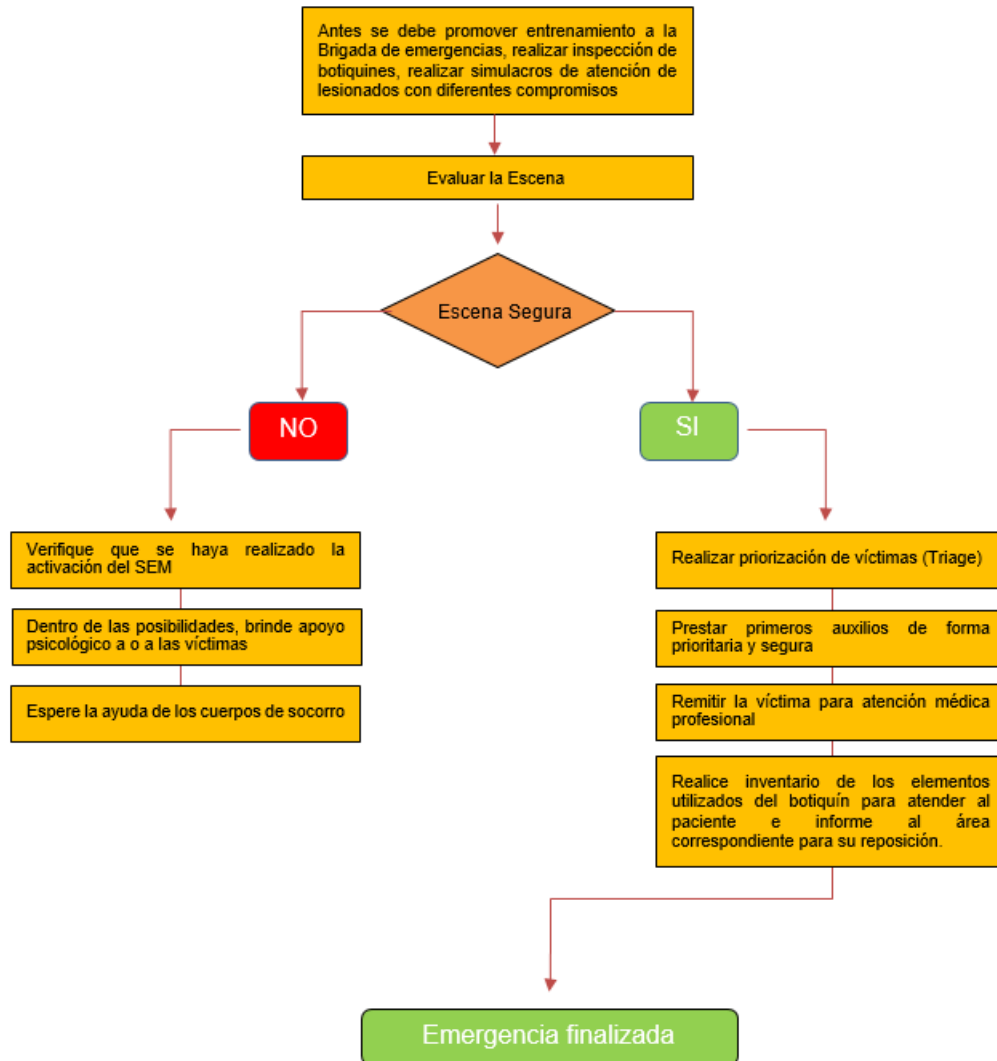 Antes se debe promover entrenamiento a la
Brigada de emergencias, realizar inspección de
botiquines, realizar simulacros de atención de
lesionados con diferentes compromisos
Evaluar la Escena
Escena Segura
NO
SI
Verifique que se haya realizado la
activación del SEM
Dentro de las posibilidades, brinde apoyo
psicológico a o a las víctimas
Espere la ayuda de los cuerpos de socorro
Realizar priorización de víctimas (Triage)
Prestar primeros auxilios de forma
prioritaria y segura
Remitir la víctima para atención médica
profesional
Realice inventario de los elementos
utilizados del botiquín para atender al
paciente e informe al área
correspondiente para su reposición.
Emergencia finalizada